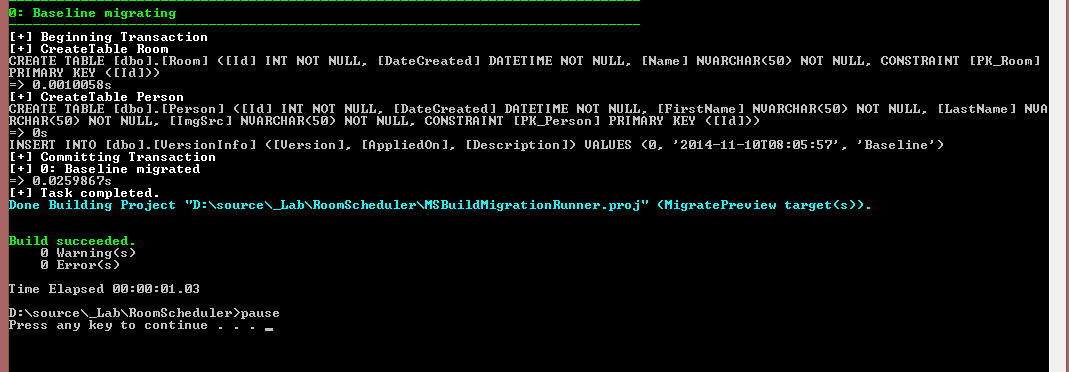 0: Baseline migrating
[+] Beginning Transaction
[+] CreateTable Room
CREATE TABLE [dbo].[Room] ([Id] INT NOT NULL, [DateCreated] DATETIME NOT NULL, [Name] NVARCHAR(50) NOT NULL, CONSTRAINT [PK_Room]
PRIMARY KEY ([Id]))
=> 0.0010058s
[+] CreateTable Person
CREATE TABLE [dbo].[Person] ([Id] INT NOT NULL, [DateCreated] DATETIME NOT NULL, [FirstName] NVARCHAR(50) NOT NULL, [LastName] NVA
RCHAR(50) NOT NULL, [ImgSrc] NVARCHAR(50) NOT NULL, CONSTRAINT [PK_Person] PRIMARY KEY ([Id]))
=> 0s
INSERT INTO [dbo].[VersionInfo] ([Version], [AppliedOn], [Description]) VALUES (0, '2014-11-10T08:05:57', 'Baseline')
[+] Committing Transaction
[+] 0: Baseline migrated
=> 0.0259867s
[+] Task completed.
Done Building Project "D:\source\_Lab\RoomScheduler\MSBuildMigrationRunner.proj" (MigratePreview target(s)).
Build succeeded.
0 Warning(s)
0 Error(s)
Time Elapsed 00:00:01.03
D:\source\_Lab\RoomScheduler>pause
Press any key to continue . . . _